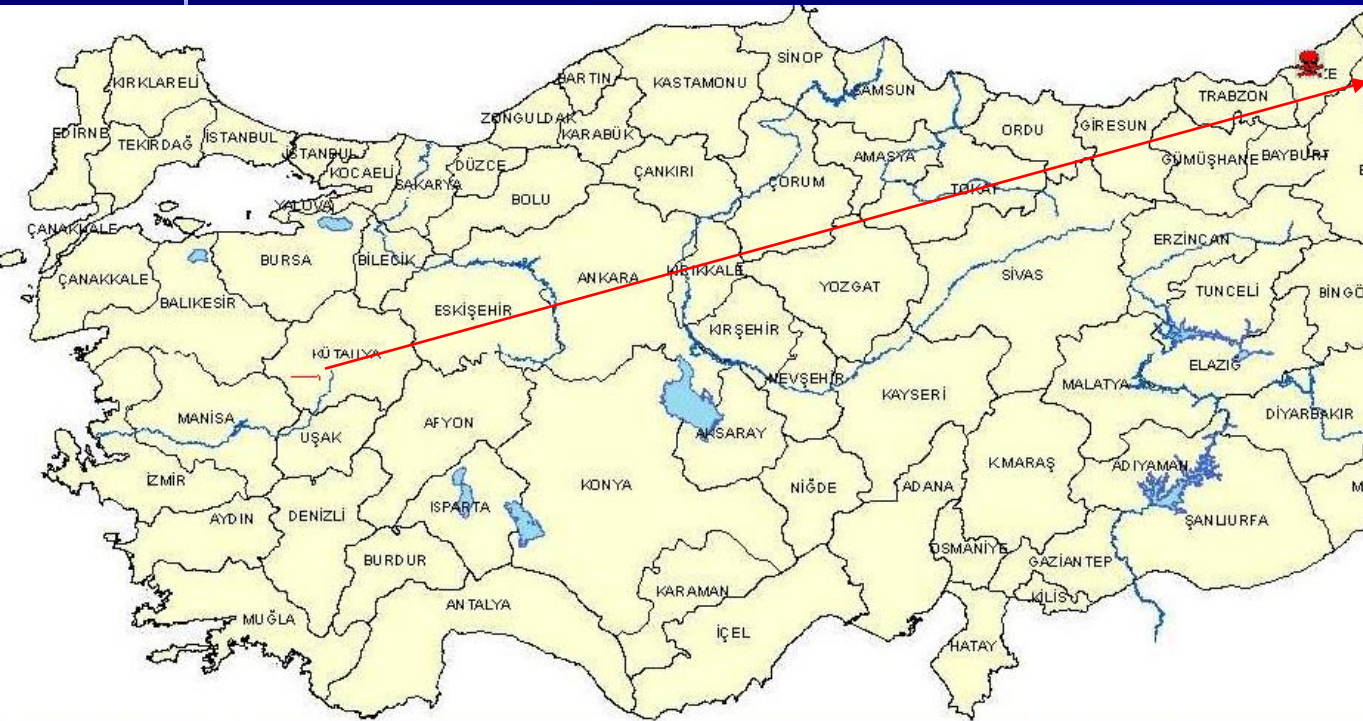 SİNOP
KIRKLARELİ
BARTIN
KASTAMONU
SAMSUN
TRABZON
ZONGULDAK
EDİRNE
TEKİRDAĞ
İSTANBUL
KARABÜK
ORDU
GİRESUN
İSTANBUL
KOCAELİ
DÜZCE
ÇANKIRI
AMASYA
GÜMÜŞHANE
BAYBURT
SAKARYA
ÇORUM
TOKAT
YALOVA
BOLU
ÇANAKKALE
ERZİNCAN
BURSA
BİLECİK
ÇANAKKALE
ANKARA
KIRIKKALE
SİVAS
BALIKESİR
YOZGAT
TUNCELİ
BİNGÖ
ESKİŞEHİR
KIRŞEHİR
KÜTAHYA
NEVŞEHİR
ELAZIĞ
MALATYA
KAYSERİ
MANİSA
AFYON
DİYARBAKIR
UŞAK
AKSARAY
K.MARAŞ
ADIYAMAN
İZMİR
KONYA
NİĞDE
ADANA
ISPARTA
AYDIN
DENİZLİ
ŞANLIURFA
OSMANİYE
BURDUR
GAZİANTEP
KARAMAN
KİLİS
ANTALYA
MUĞLA
İÇEL
HATAY